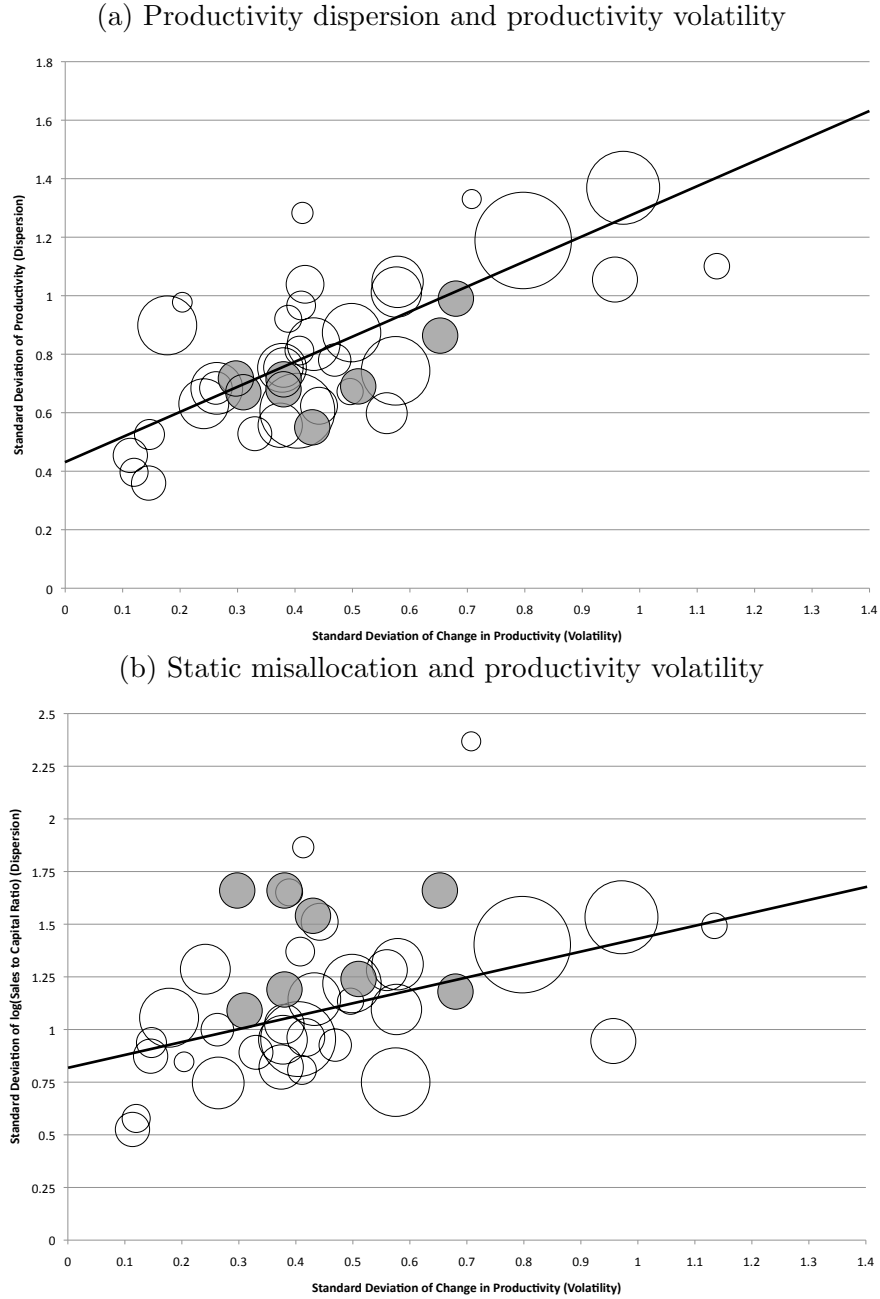 (a) Productivity dispersion and productivity volatility
1.8
1.6
1.4
1.2
1
0.8
0.6
0.4
0.2
0
Standard Deviation of Productivity (Dispersion)
0 0.1 0.2 0.3 0.4 0.5 0.6 0.7 0.8 0.9 1 1.1 1.2 1.3 1.4
Standard Deviation of Change in Productivity (Volatility)
(b) Static misallocation and productivity volatility
2.5
2.25
2
1.75
1.5
1.25
1
0.75
0.5
0.25
0
Standard Deviation of log(Sales to Capital Ratio) (Dispersion)
0 0.1 0.2 0.3 0.4 0.5 0.6 0.7 0.8 0.9 1 1.1 1.2 1.3 1.4
Standard Deviation of Change in Productivity (Volatility)